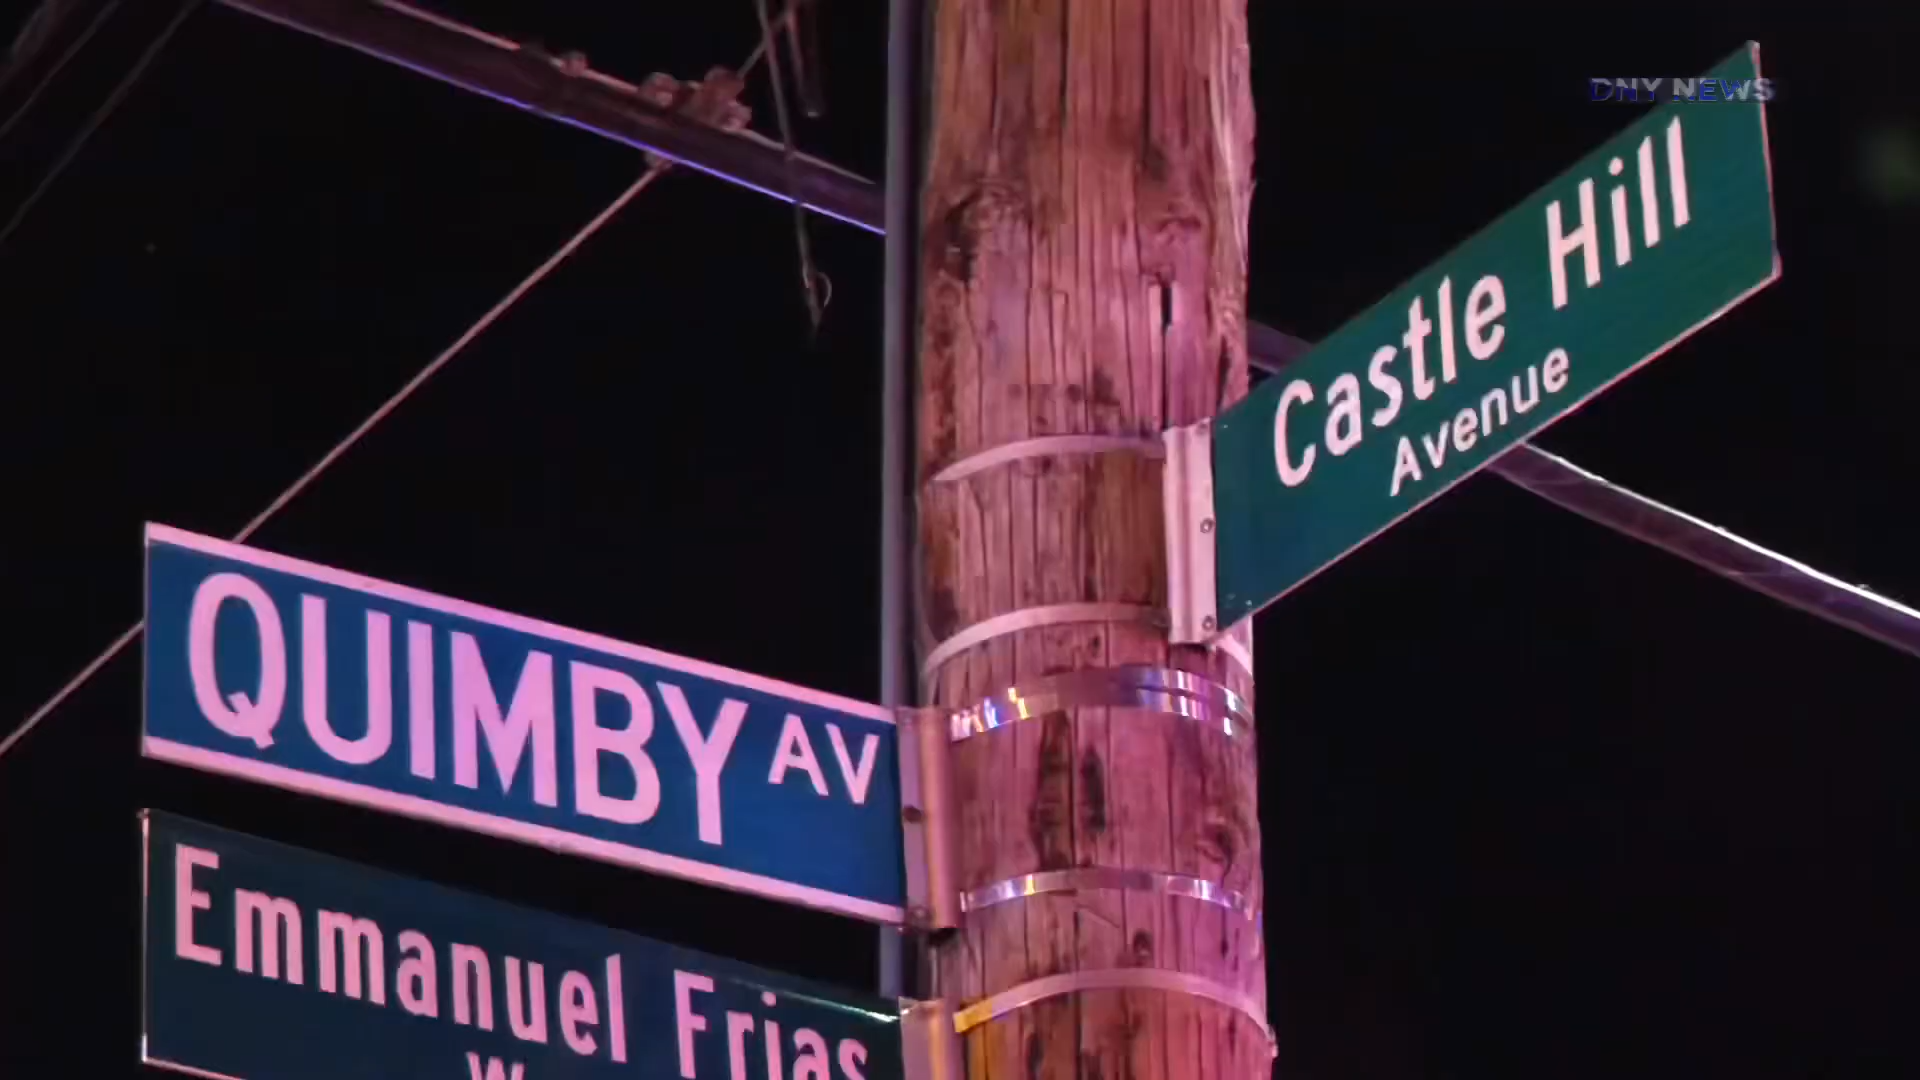 DNY NEWS
Castle Hill
Avenue
QUIMBY AV
Emmanuel Frias